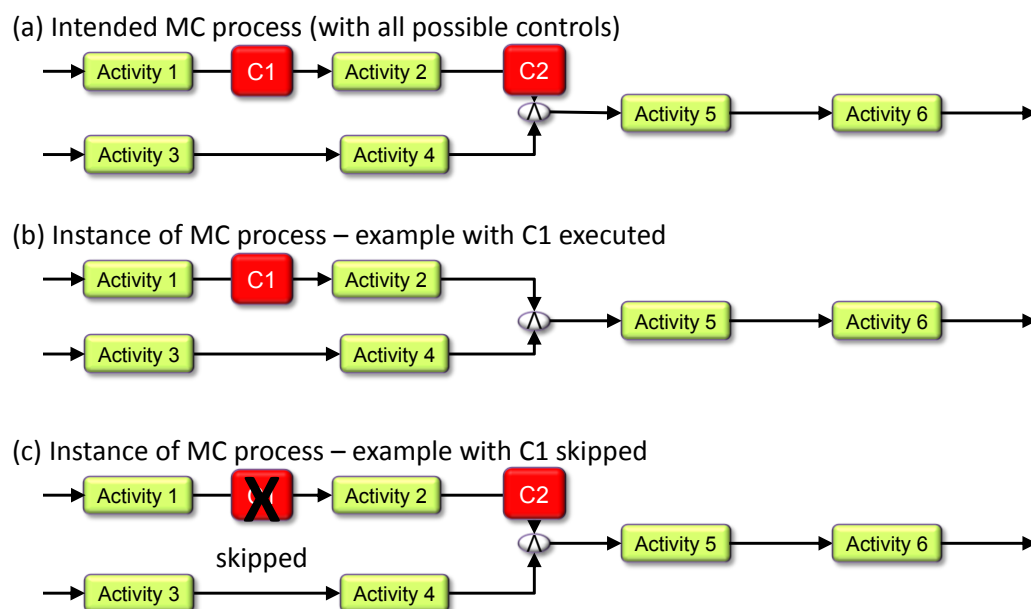 (a) Intended MC process (with all possible controls)
Activity 1 C1 Activity 2 C2
Λ Activity 5 Activity 6
Activity 3 Activity 4
(b) Instance of MC process – example with C1 executed
Activity 1 C1 Activity 2
Λ Activity 5 Activity 6
Activity 3 Activity 4
(c) Instance of MC process – example with C1 skipped
Activity 1 X Activity 2 C2
Λ Activity 5 Activity 6
skipped
Activity 3 Activity 4